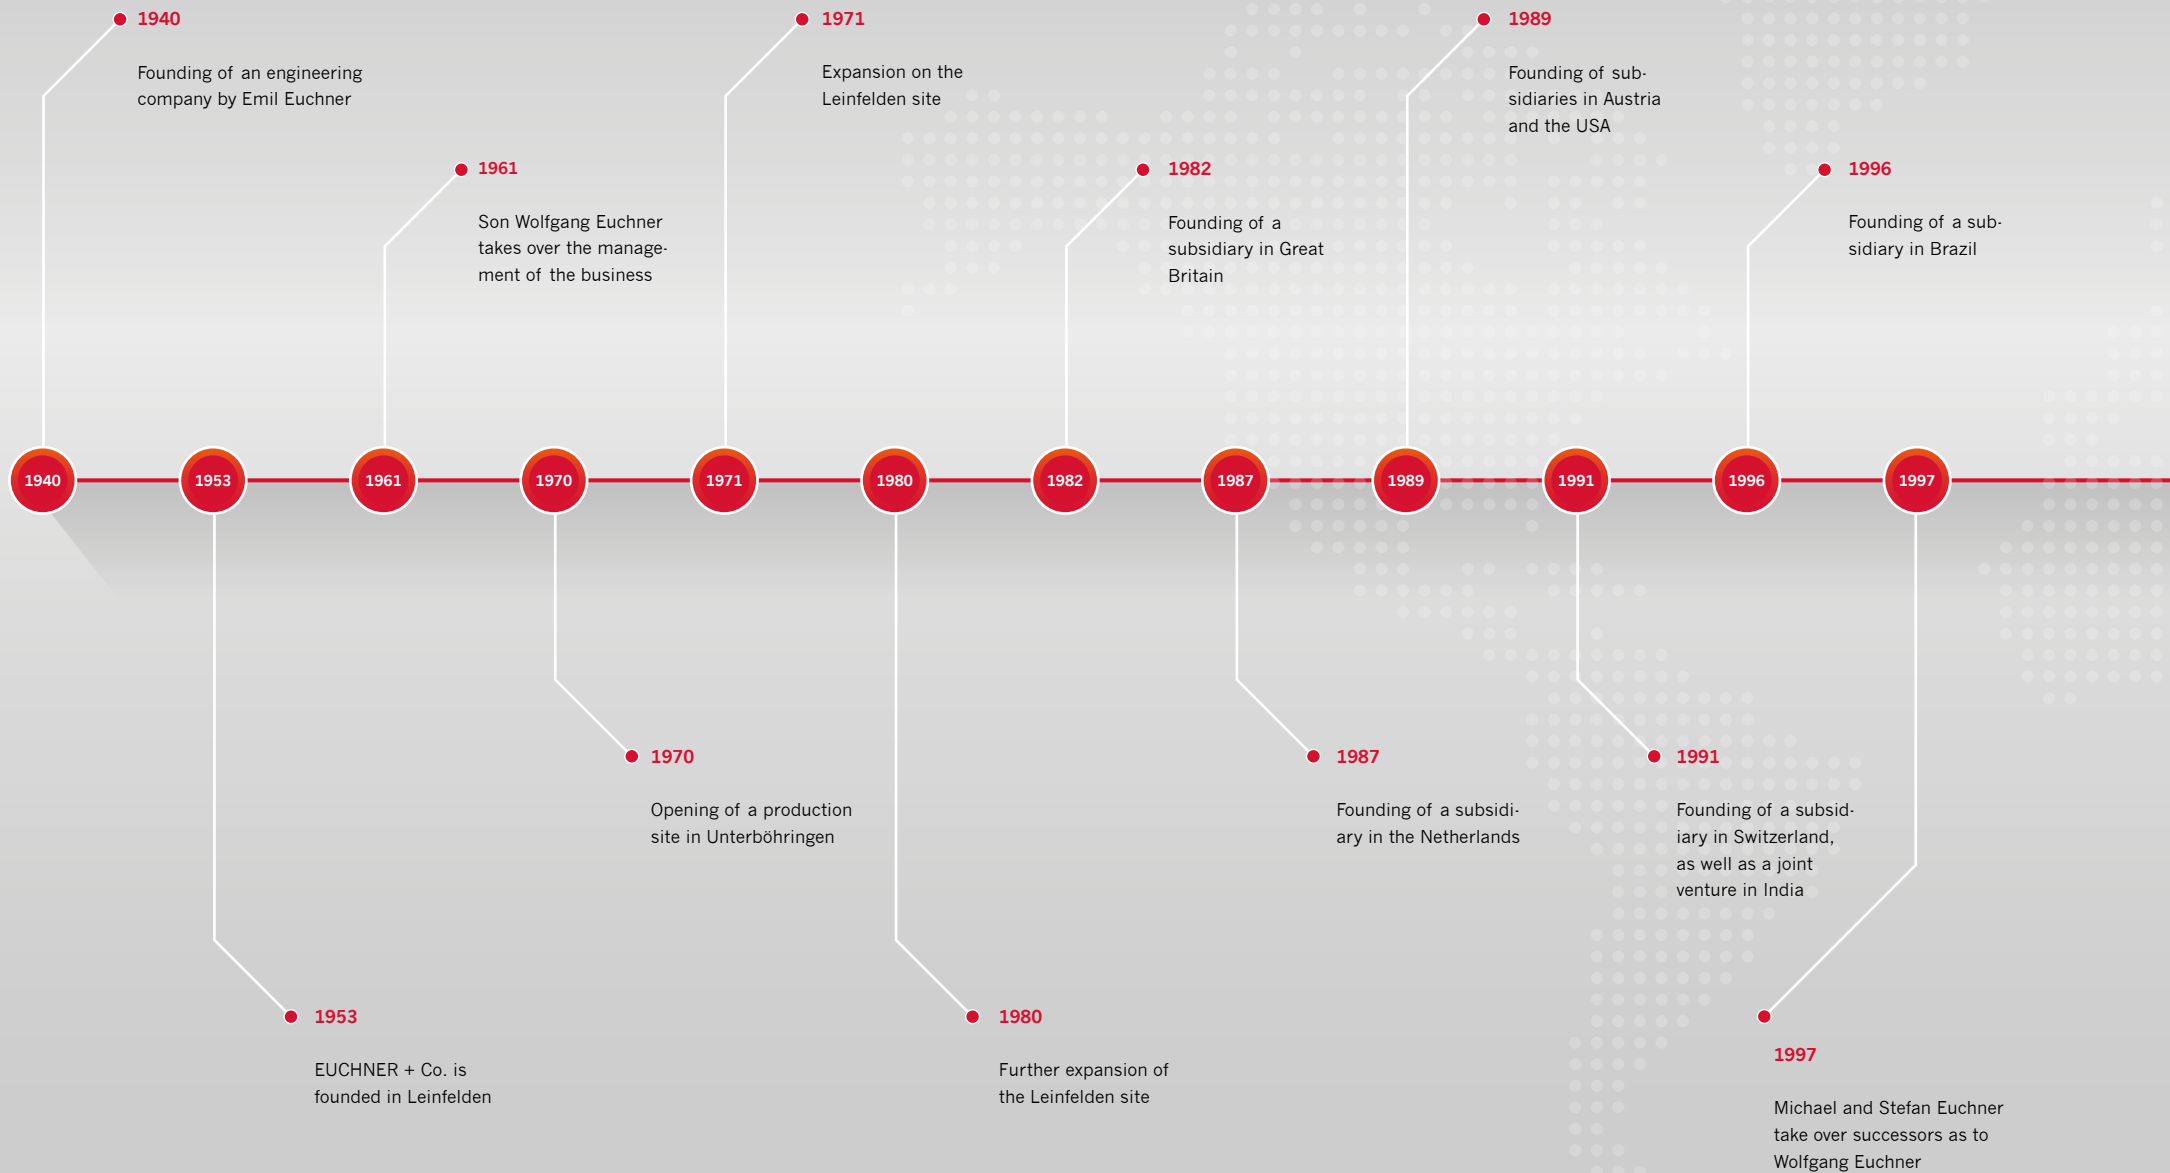 1940
Founding of an engineering
company by Emil Euchner
1961
Son Wolfgang Euchner
takes over the manage-
ment of the business
1971
Expansion on the
Leinfelden site
1982
Founding of a
subsidiary in Great
Britain
1989
Founding of sub-
sidiaries in Austria
and the USA
1996
Founding of a sub-
sidiary in Brazil
1940 1953 1961 1970 1971 1980 1982 1987 1989 1991 1996 1997
1953
EUCHNER + Co. is
founded in Leinfelden
1970
Opening of a production
site in Unterböhringen
1980
Further expansion of
the Leinfelden site
1987
Founding of a subsidi-
ary in the Netherlands
1991
Founding of a subsid-
iary in Switzerland,
as well as a joint
venture in India
1997
Michael and Stefan Euchner
take over successors as to
Wolfgang Euchner